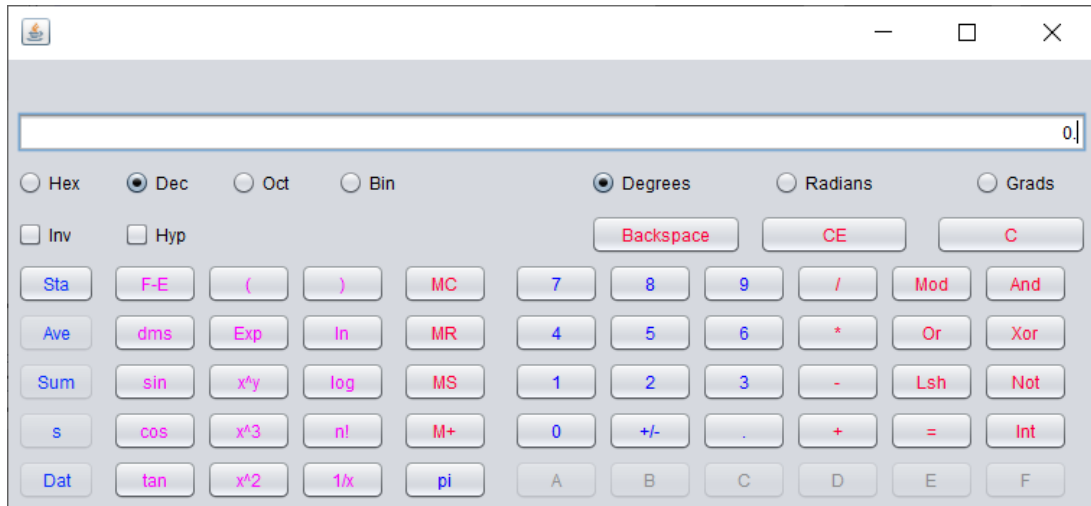 0.
Hex Dec Oct Bin Degrees Radians Grads
Inv Hyp Backspace CE C
Sta F-E ( ) MC 7 8 9 / Mod And
Ave dms Exp ln MR 4 5 6 * Or Xor
Sum sin x^y log MS 1 2 3 - Lsh Not
s cos x^3 n! M+ 0 +/- . + = Int
Dat tan x^2 1/x pi A B C D E F